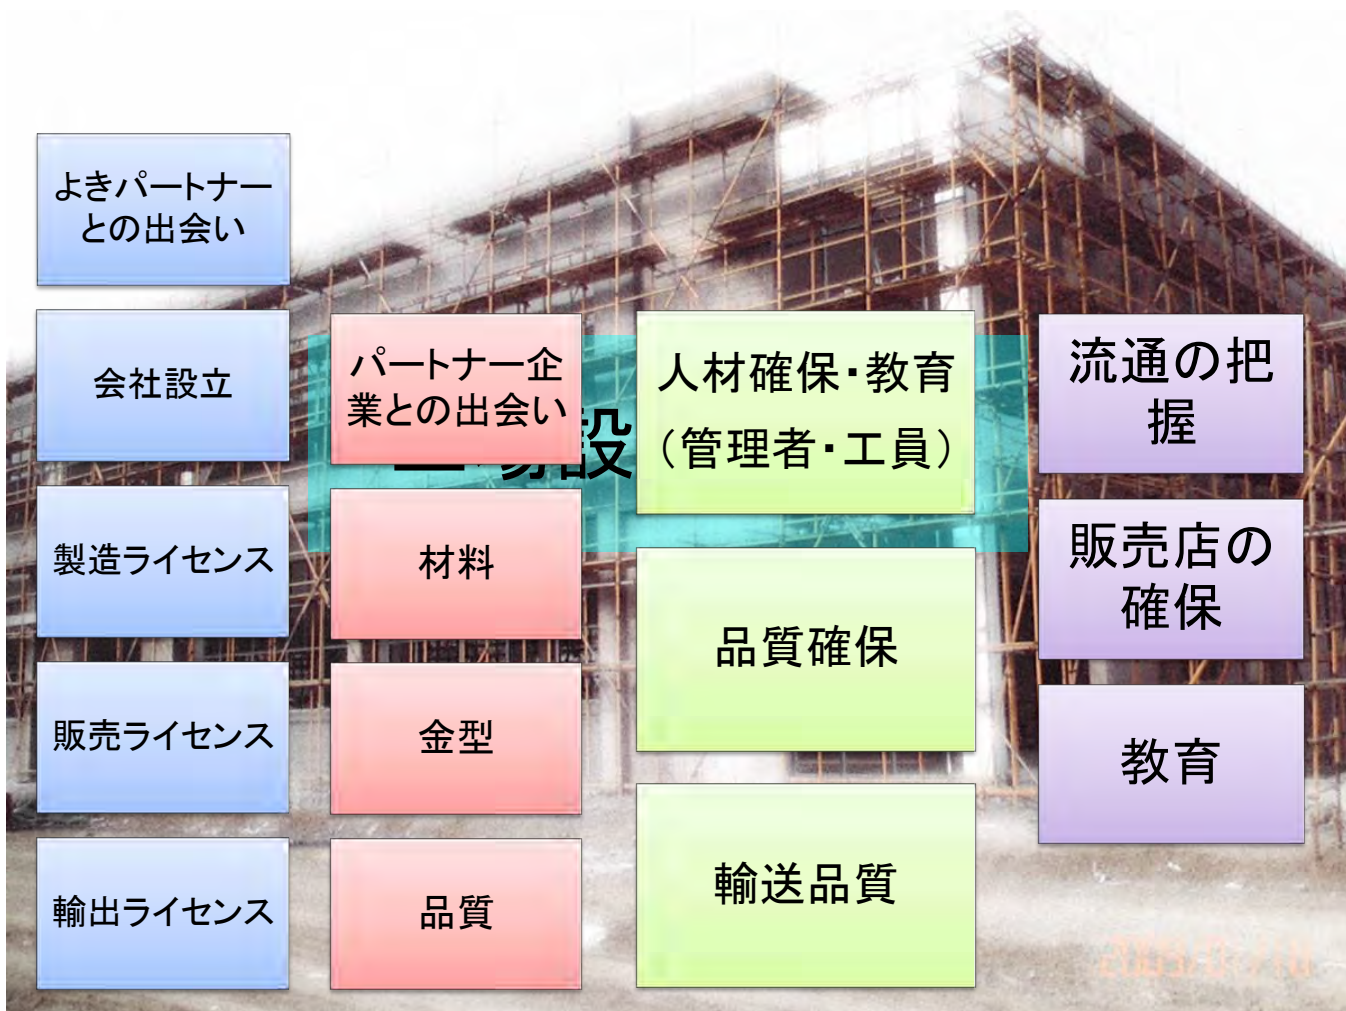 よきパートナー
との出会い
会社設立
製造ライセンス
販売ライセンス
輸出ライセンス
パートナー企
業との出会い
材料
金型
品質
設
人材確保・教育
（管理者・工員）
品質確保
輸送品質
流通の把
握
販売店の
確保
教育